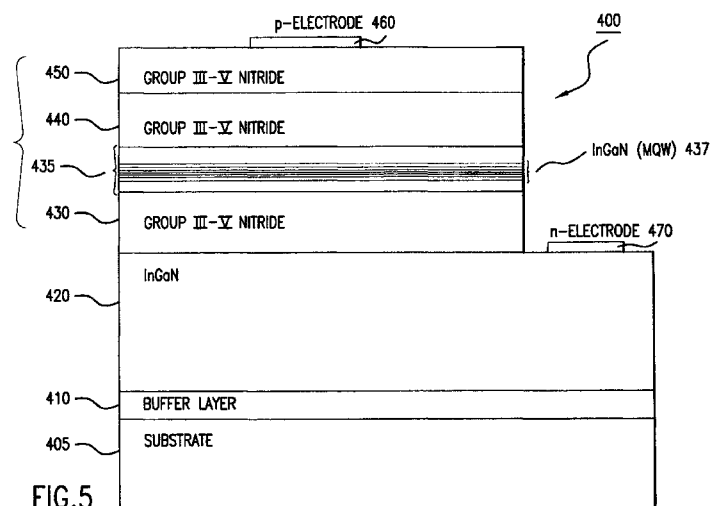 p-ELECTRODE 460
400
450 GROUP III-V NITRIDE
440 GROUP III-V NITRIDE
435 InGaN (MQW) 437
430 GROUP III-V NITRIDE
n-ELECTRODE 470
InGaN
420
410 BUFFER LAYER
405 SUBSTRATE
FIG.5